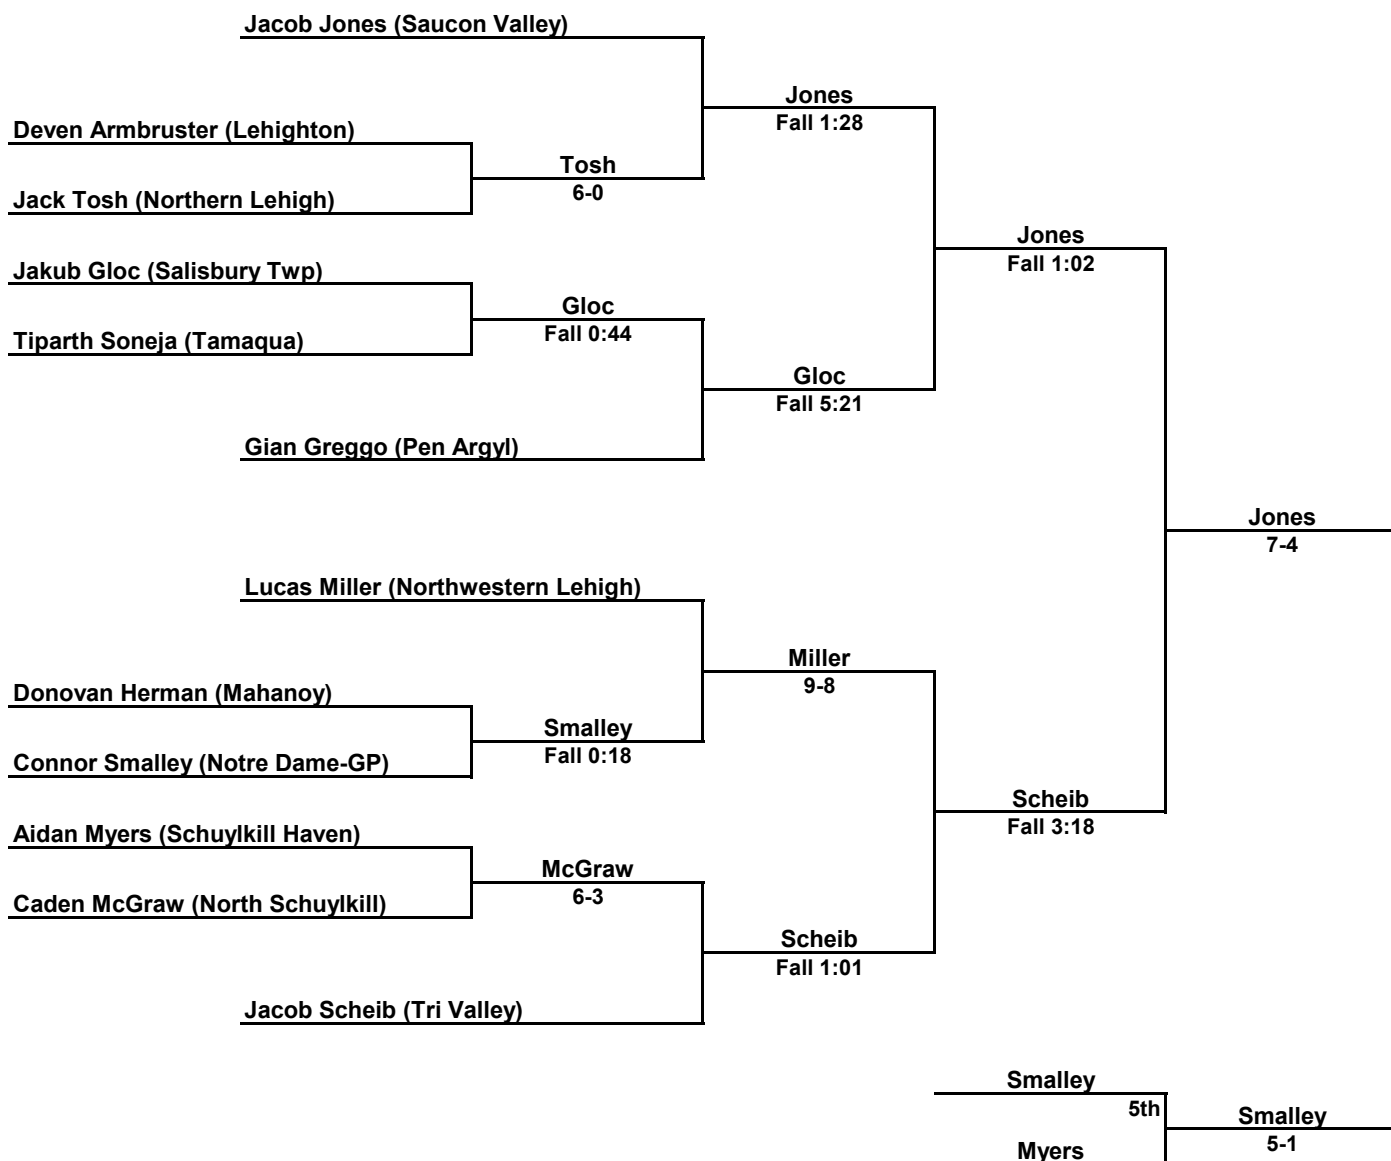 Jacob Jones (Saucon Valley)
Jones
Fall 1:28
Deven Armbruster (Lehighton)
Tosh
6-0
Jack Tosh (Northern Lehigh)
Jones
Fall 1:02
Jakub Gloc (Salisbury Twp)
Gloc
Fall 0:44
Tiparth Soneja (Tamaqua)
Gloc
Fall 5:21
Gian Greggo (Pen Argyl)
Jones
7-4
Lucas Miller (Northwestern Lehigh)
Miller
9-8
Donovan Herman (Mahanoy)
Smalley
Fall 0:18
Connor Smalley (Notre Dame-GP)
Scheib
Fall 3:18
Aidan Myers (Schuylkill Haven)
McGraw
6-3
Caden McGraw (North Schuylkill)
Scheib
Fall 1:01
Jacob Scheib (Tri Valley)
Smalley
5th
Smalley
5-1
Myers